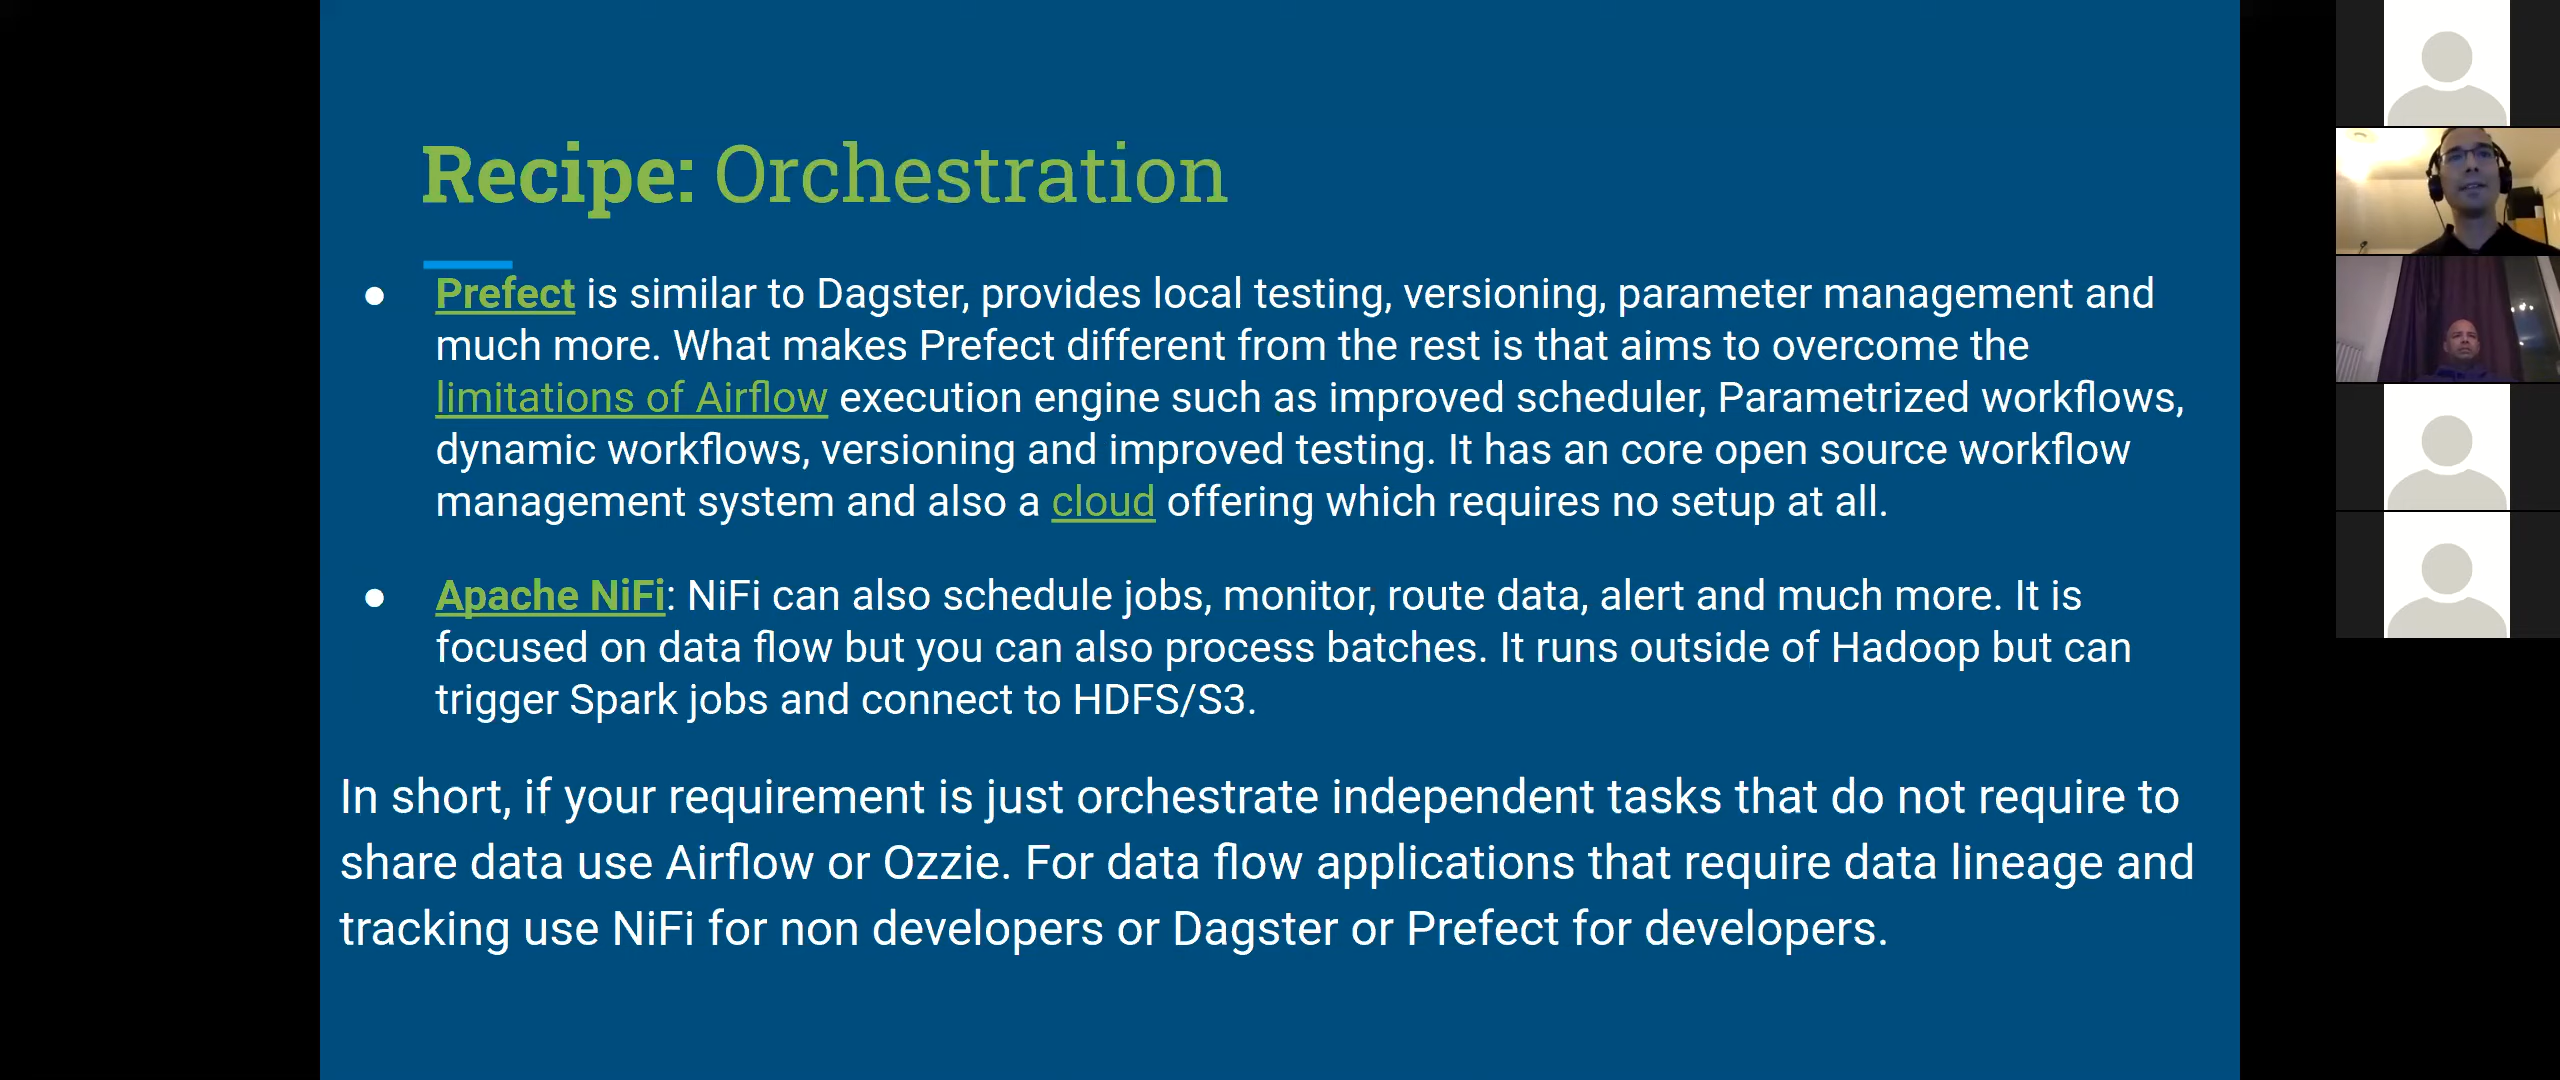 Recipe: Orchestration
● Prefect is similar to Dagster, provides local testing, versioning, parameter management and
much more. What makes Prefect different from the rest is that aims to overcome the
limitations of Airflow execution engine such as improved scheduler, Parametrized workflows,
dynamic workflows, versioning and improved testing. It has an core open source workflow
management system and also a cloud offering which requires no setup at all.
● Apache NiFi: NiFi can also schedule jobs, monitor, route data, alert and much more. It is
focused on data flow but you can also process batches. It runs outside of Hadoop but can
trigger Spark jobs and connect to HDFS/S3.
In short, if your requirement is just orchestrate independent tasks that do not require to
share data use Airflow or Ozzie. For data flow applications that require data lineage and
tracking use NiFi for non developers or Dagster or Prefect for developers.